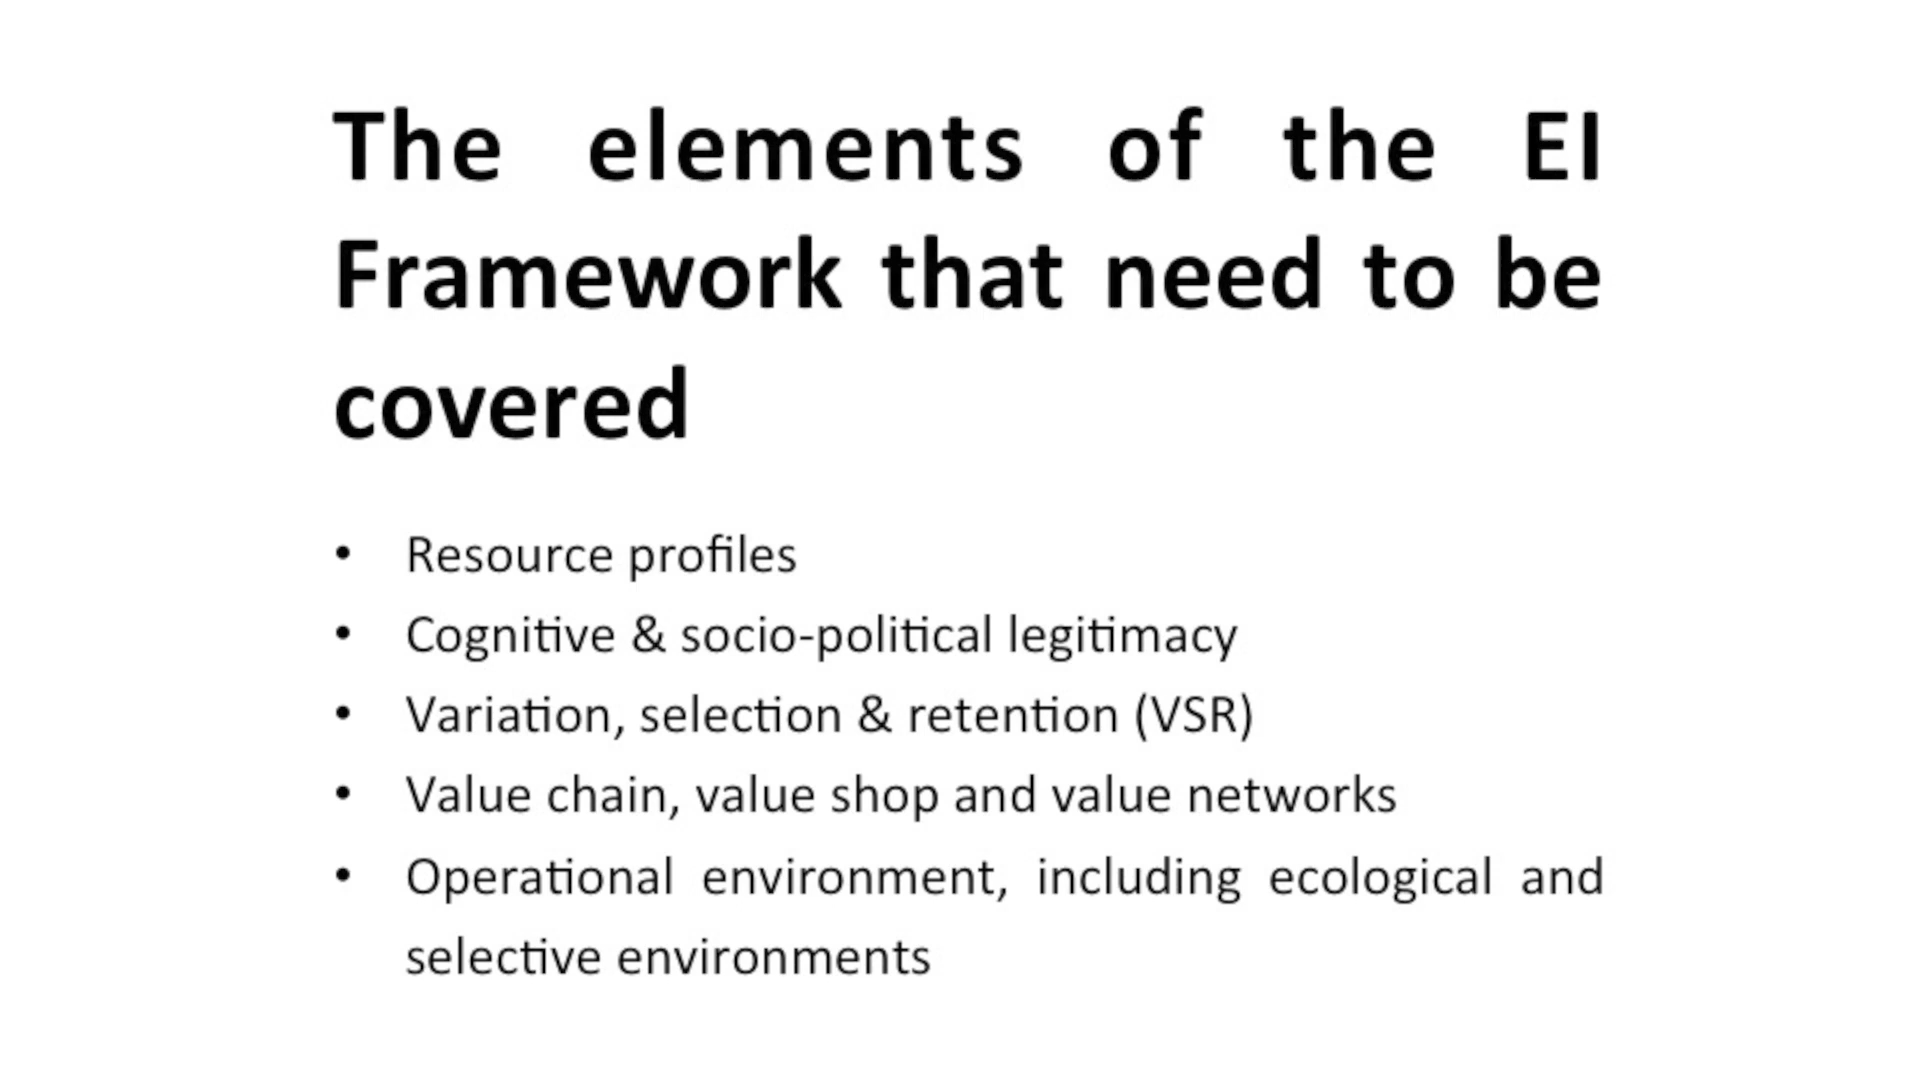 The elements of the EI
Framework that need to be
covered
• Resource profiles
• Cognitive & socio-political legitimacy
• Variation, selection & retention (VSR)
• Value chain, value shop and value networks
• Operational environment, including ecological and
selective environments